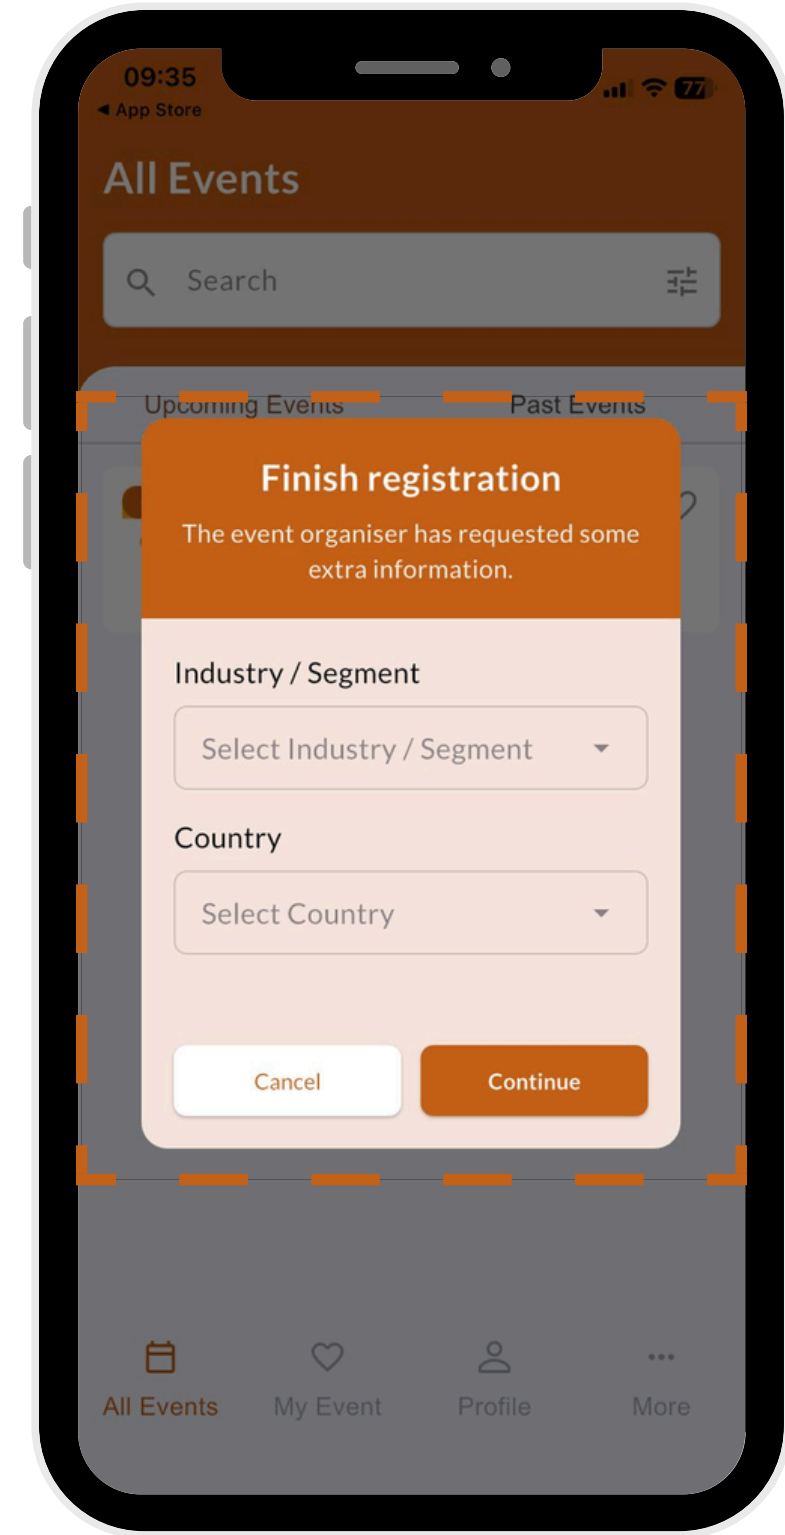 09:35
77
◀ App Store
All Events
Search
Upcoming Events
Past Events
Finish registration
The event organiser has requested some
extra information.
Industry / Segment
Select Industry / Segment
Country
Select Country
Cancel
Continue
All Events
My Event
Profile
More